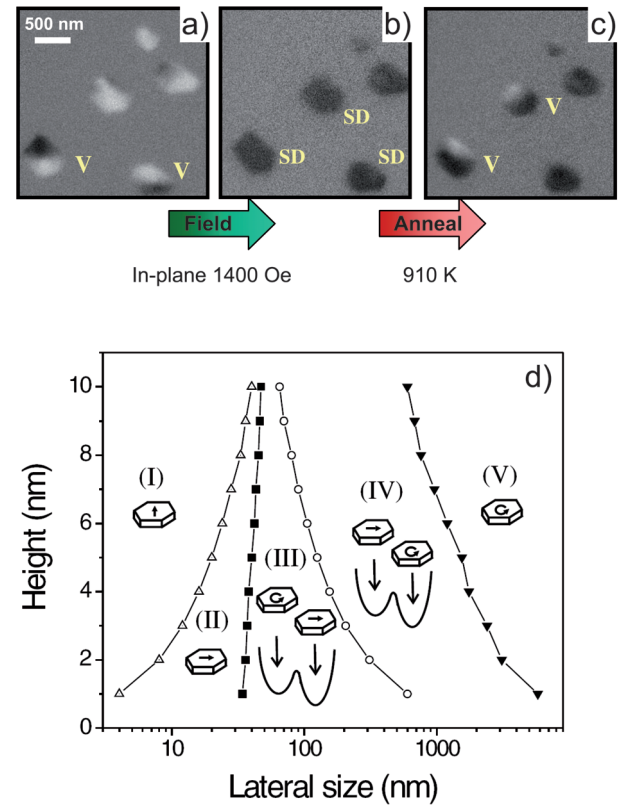 500 nm
a)
b)
c)
V
V
SD
SD
SD
V
V
Field
Anneal
In-plane 1400 Oe
910 K
d)
10
8
6
4
2
0
Height (nm)
(I)
(II)
(III)
(IV)
(V)
10
100
1000
Lateral size (nm)